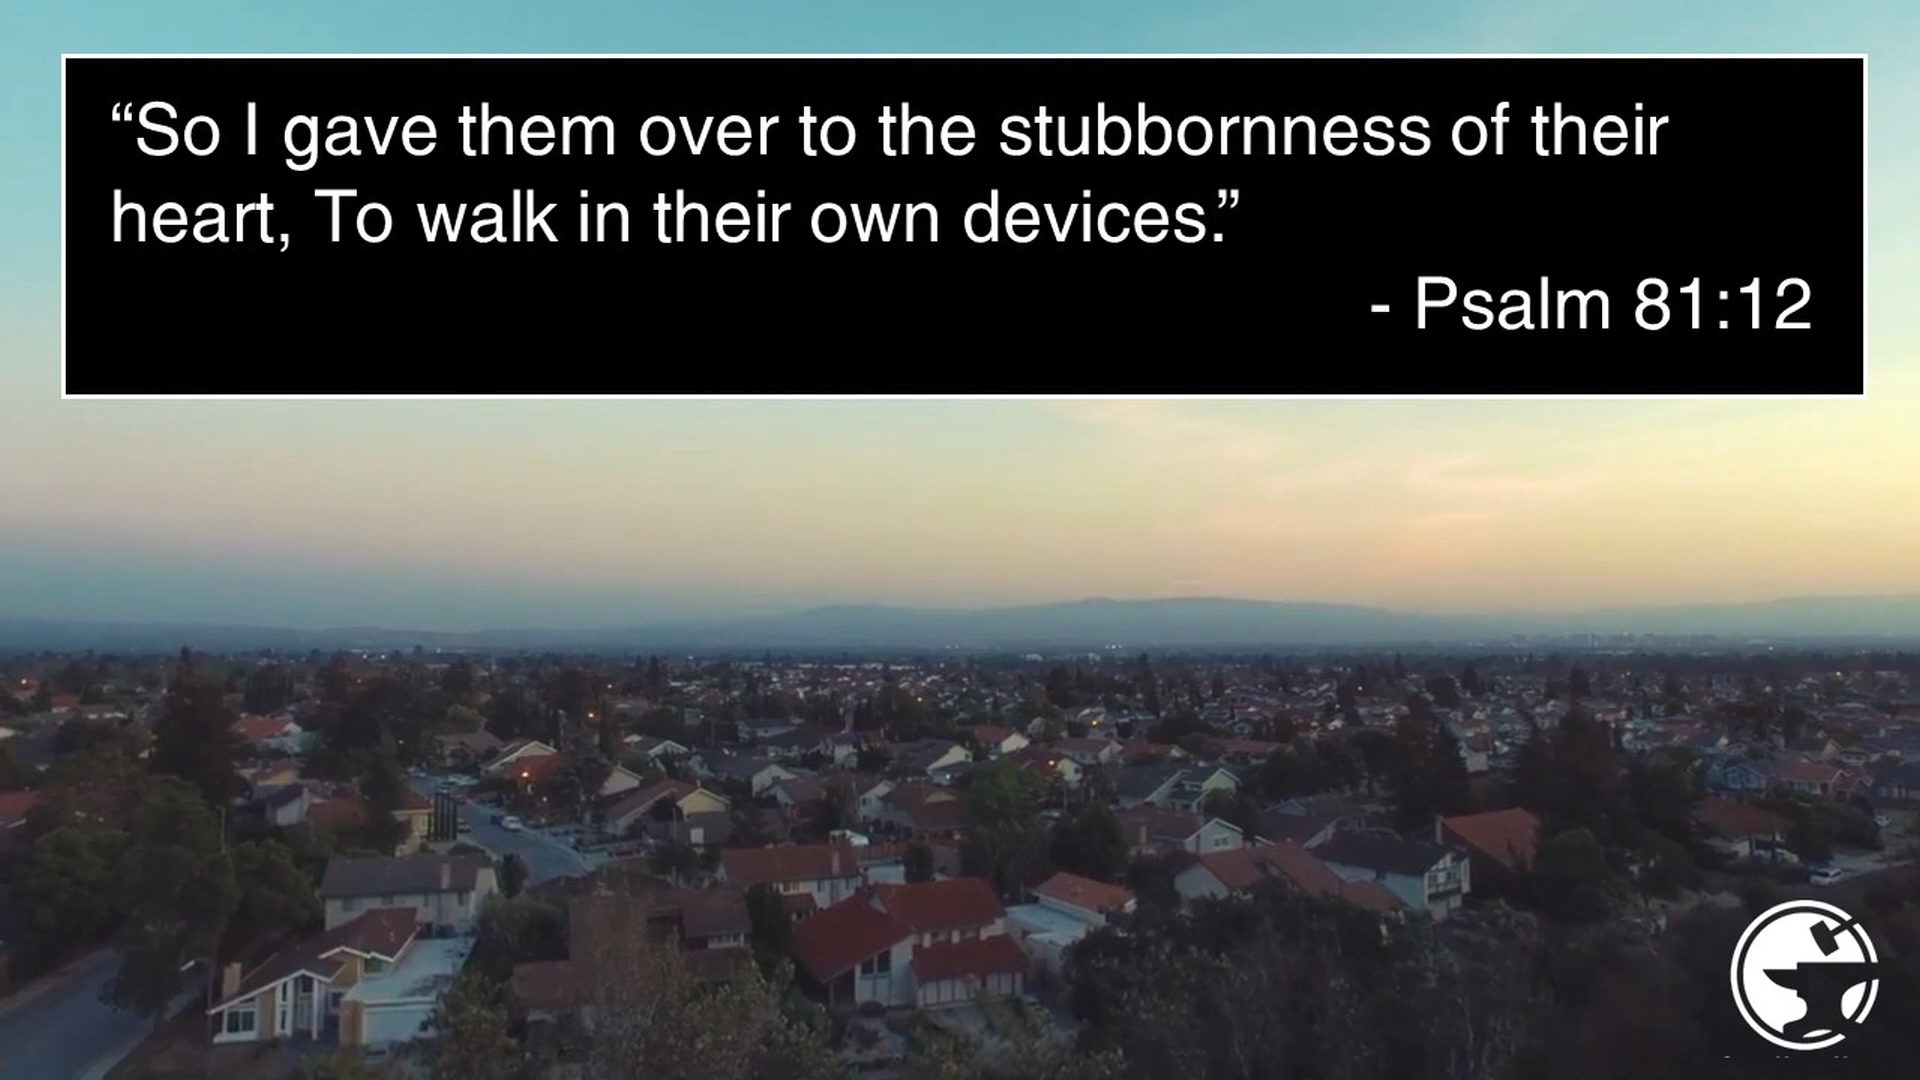 “So I gave them over to the stubbornness of their
heart, To walk in their own devices.”
- Psalm 81:12